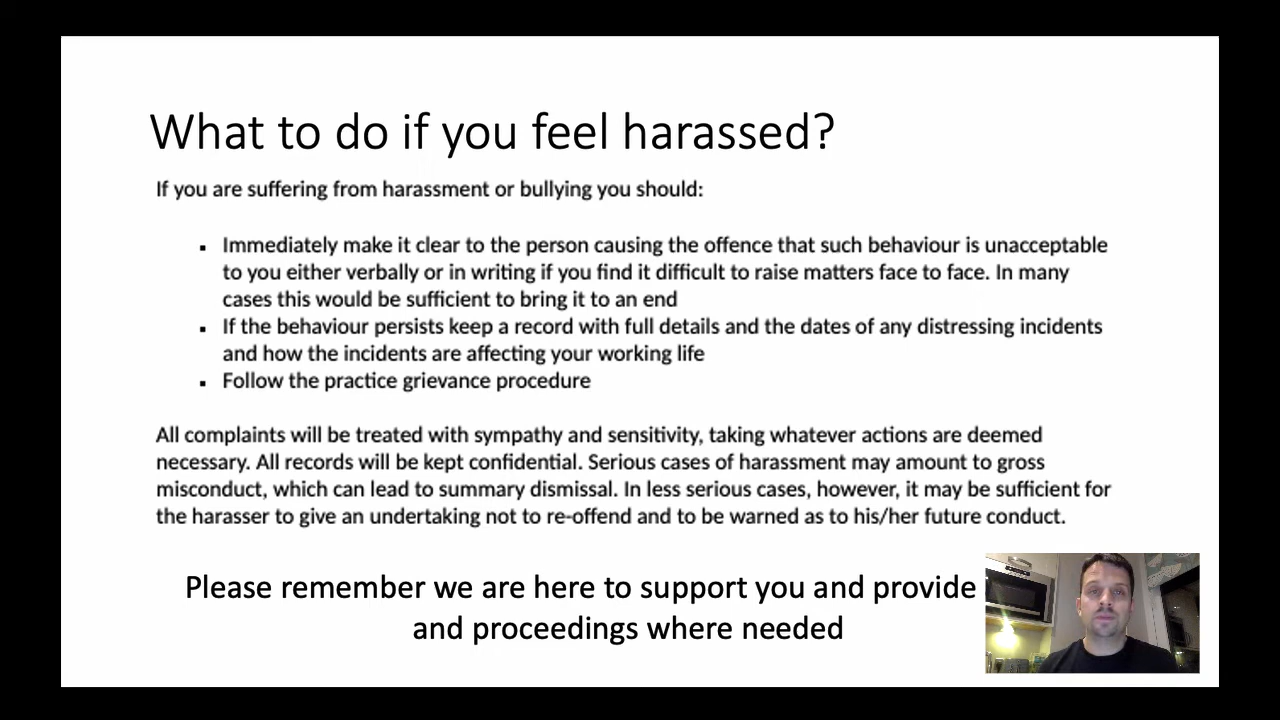 What to do if you feel harassed?
If you are suffering from harassment or bullying you should:
▪ Immediately make it clear to the person causing the offence that such behaviour is unacceptable
to you either verbally or in writing if you find it difficult to raise matters face to face. In many
cases this would be sufficient to bring it to an end
▪ If the behaviour persists keep a record with full details and the dates of any distressing incidents
and how the incidents are affecting your working life
▪ Follow the practice grievance procedure
All complaints will be treated with sympathy and sensitivity, taking whatever actions are deemed
necessary. All records will be kept confidential. Serious cases of harassment may amount to gross
misconduct, which can lead to summary dismissal. In less serious cases, however, it may be sufficient for
the harasser to give an undertaking not to re-offend and to be warned as to his/her future conduct.
Please remember we are here to support you and provide
and proceedings where needed